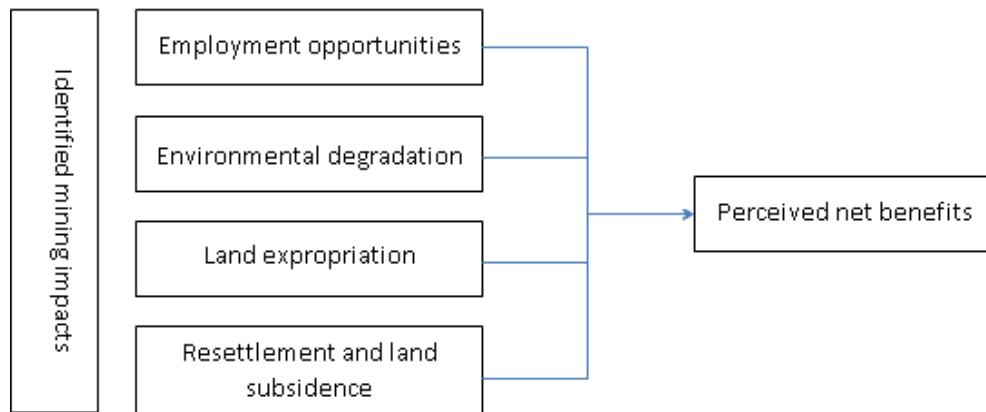 Identified mining impacts
Employment opportunities
Environmental degradation
Land expropriation
Resettlement and land
subsidence
Perceived net benefits